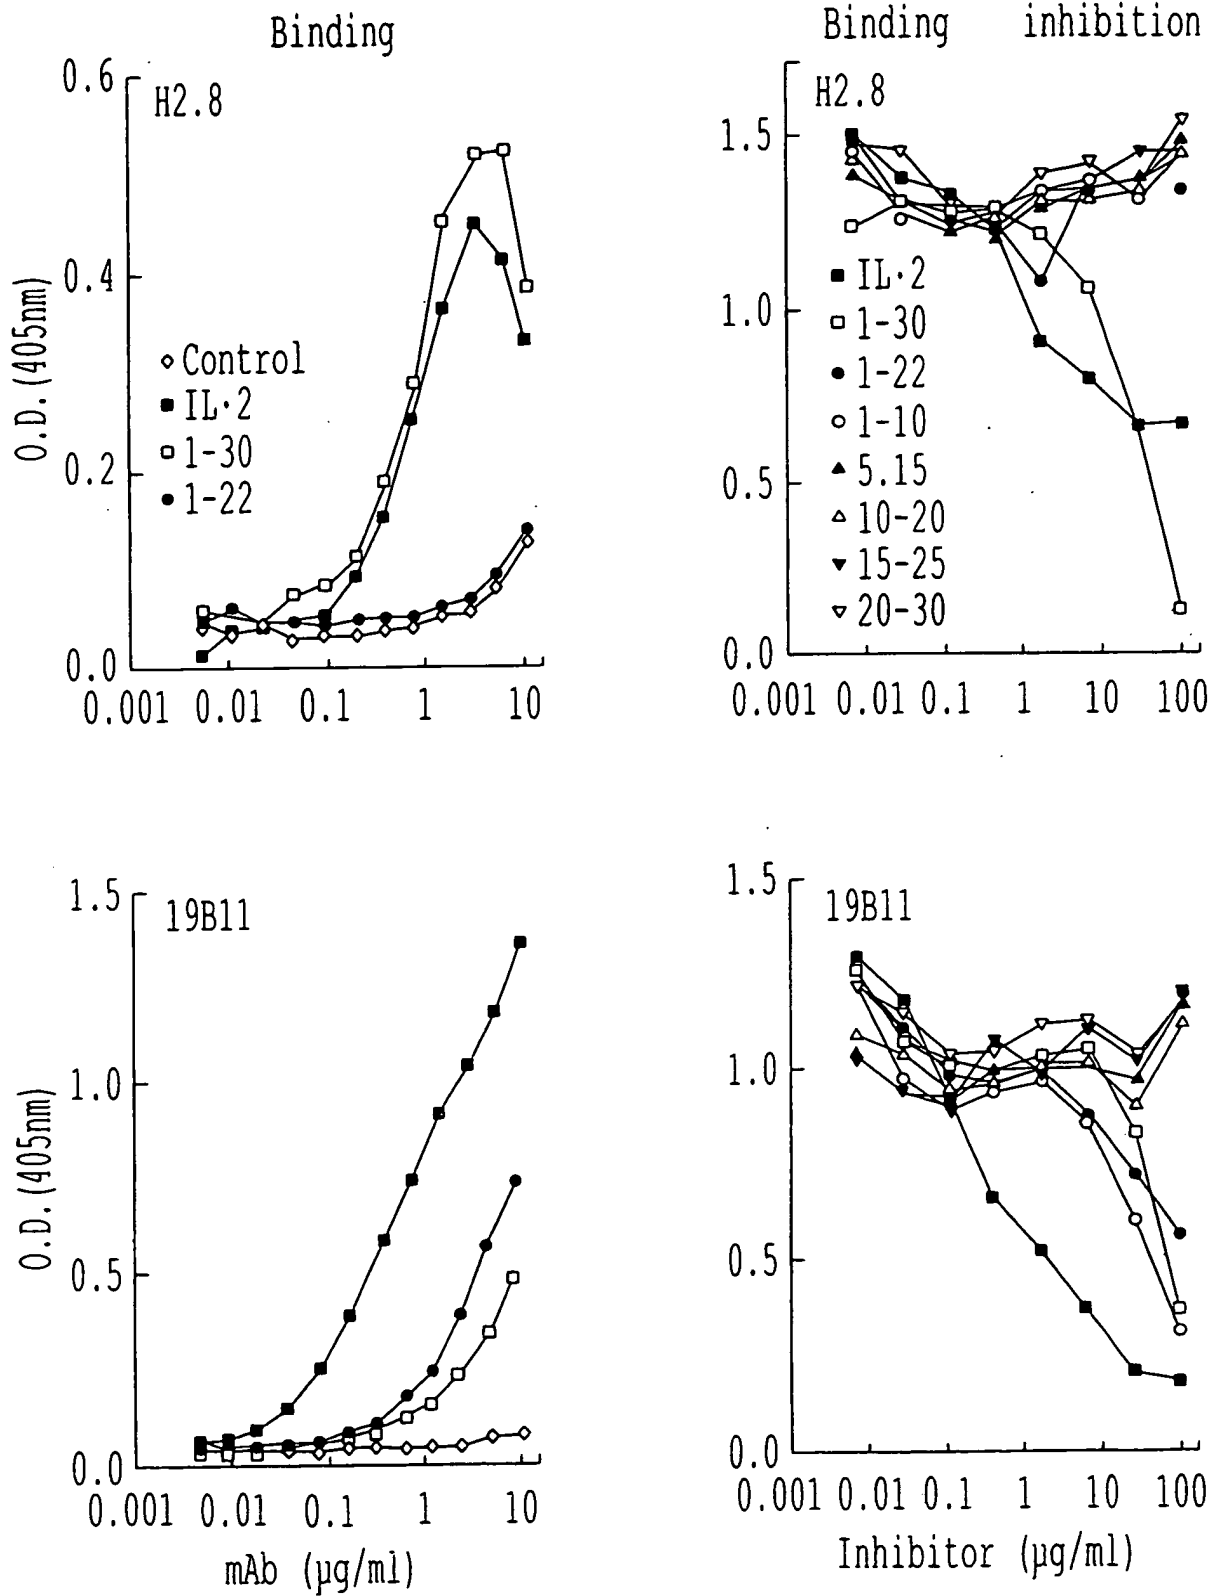 Binding
0.6
H2.8
0.4
0.2
0.0
O.D.(405nm)
Control
IL·2
1-30
1-22
0.001 0.01 0.1 1 10
Binding inhibition
H2.8
1.5
1.0
0.5
0.0
IL·2
1-30
1-22
1-10
5.15
10-20
15-25
20-30
0.001 0.01 0.1 1 10 100
1.5
19B11
1.0
0.5
0.0
O.D.(405nm)
0.001 0.01 0.1 1 10
mAb (µg/ml)
1.5
19B11
1.0
0.5
0.0
0.001 0.01 0.1 1 10 100
Inhibitor (µg/ml)